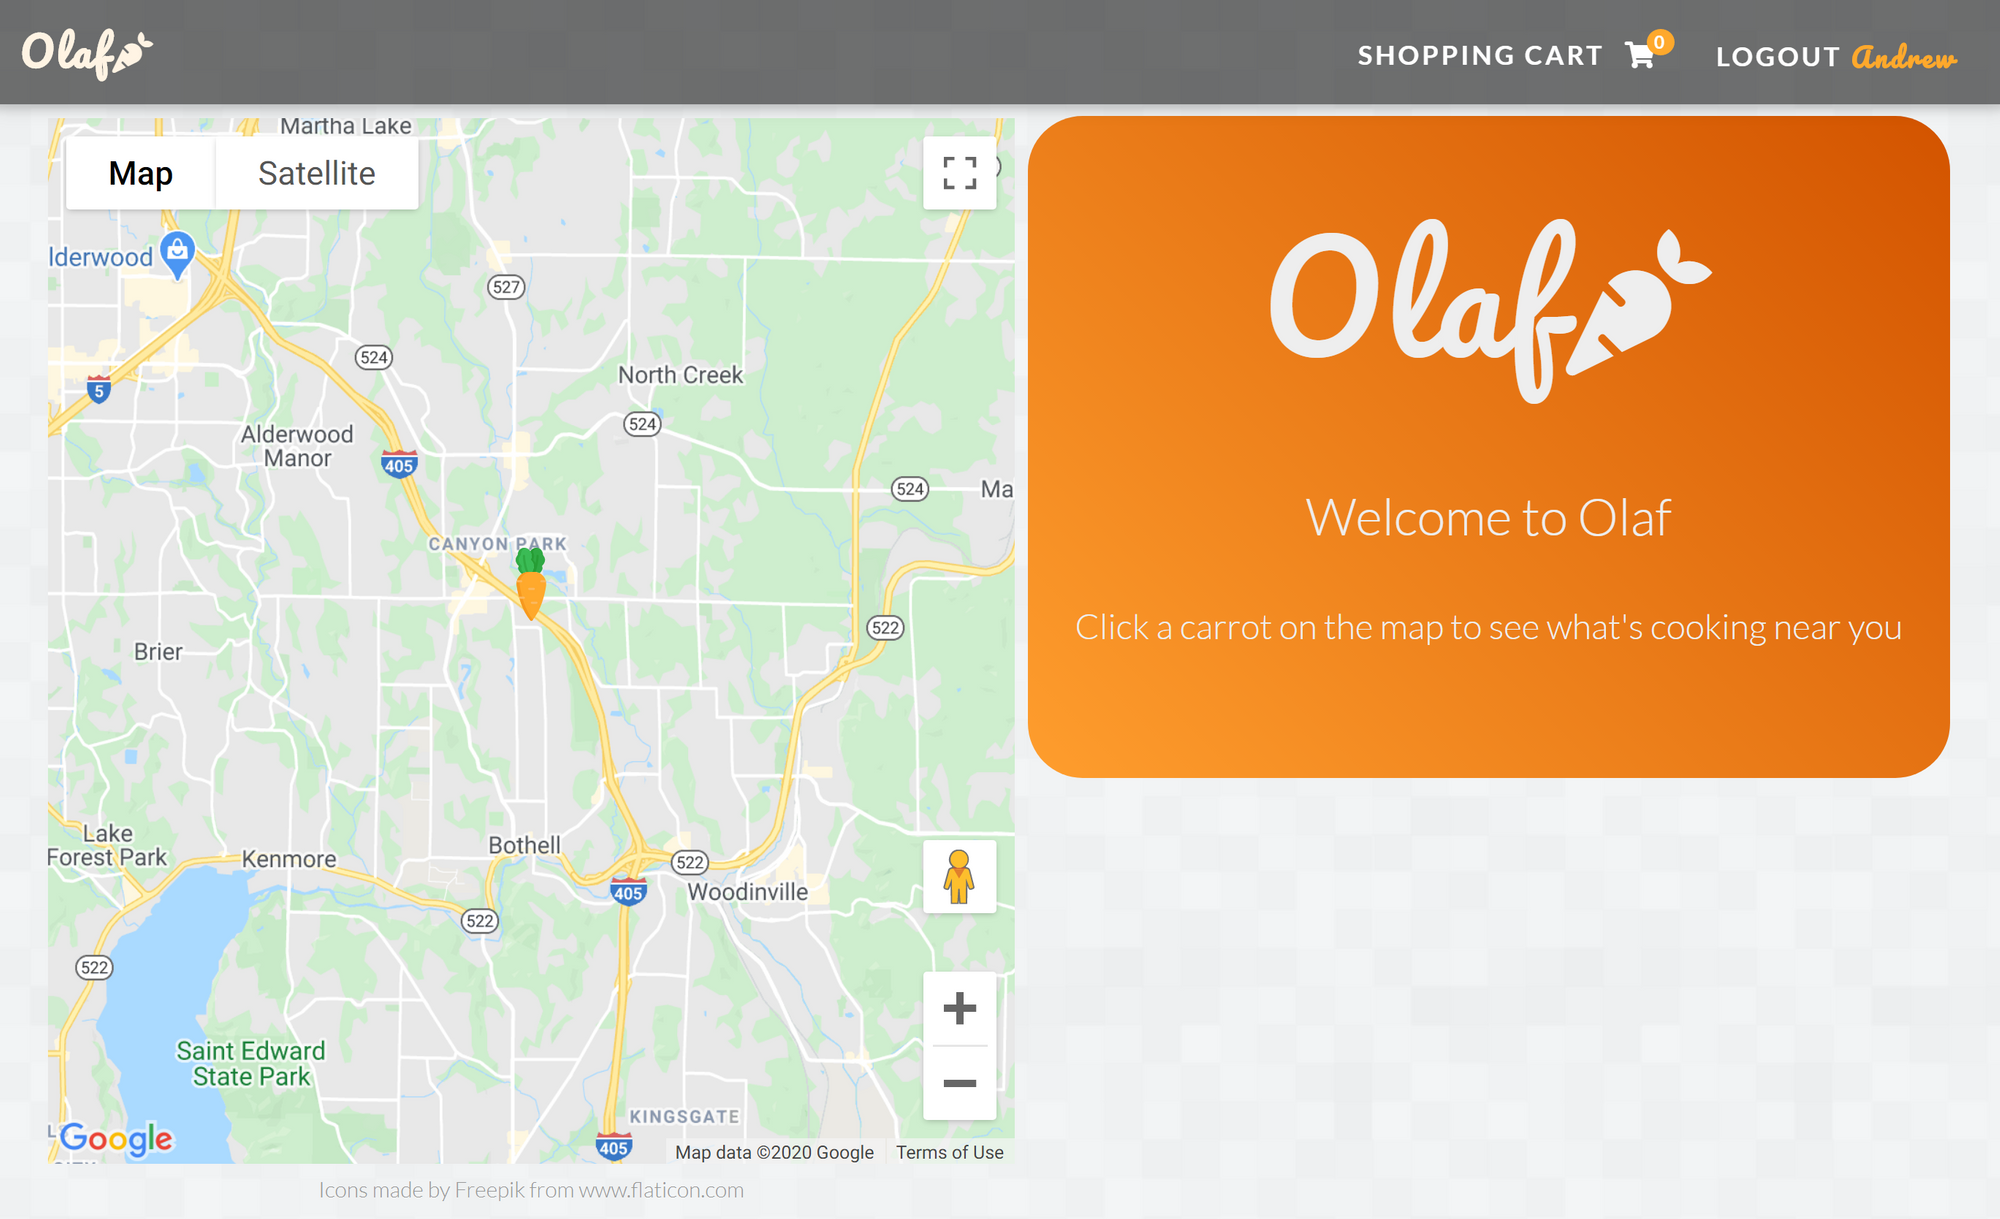 Olaf
SHOPPING CART 0
LOGOUT Andrew
Martha Lake
Map
Satellite
lderwood
527
524
5
North Creek
524
Alderwood
Manor
405
524
Ma
CANYON PARK
522
Brier
Lake
Forest Park
Kenmore
Bothell
522
405
Woodinville
522
522
Saint Edward
State Park
KINGSGATE
Google
405
Map data ©2020 Google
Terms of Use
Icons made by Freepik from www.flaticon.com
Olaf
Welcome to Olaf
Click a carrot on the map to see what's cooking near you